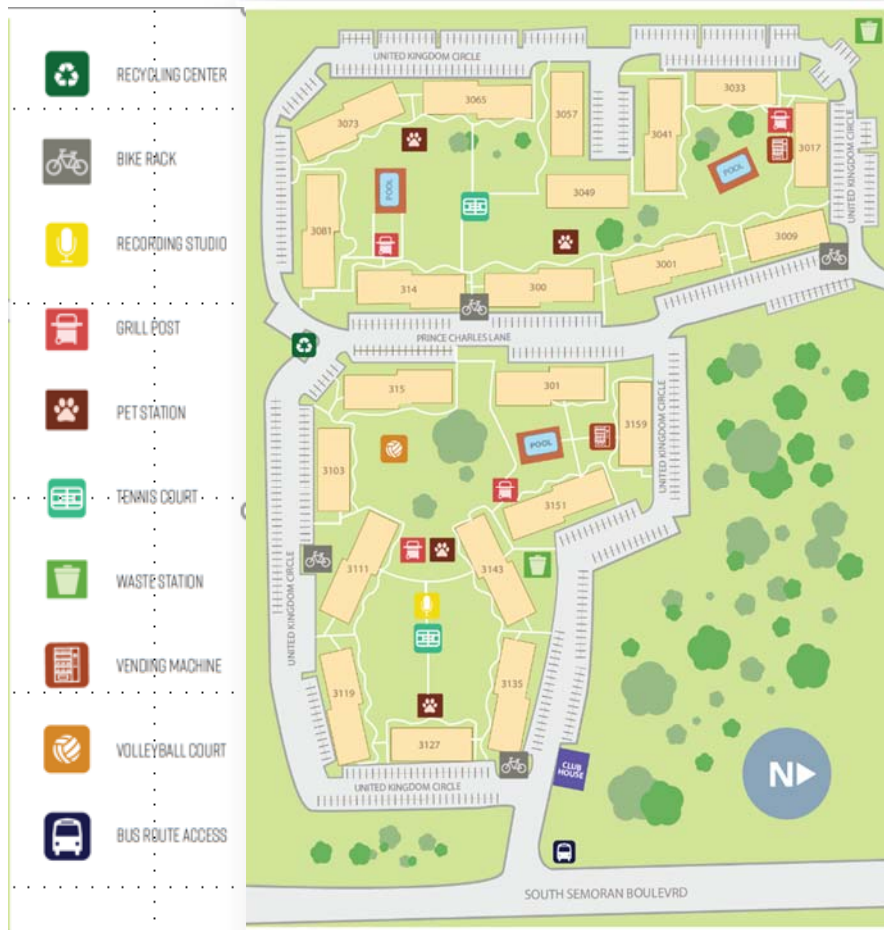 RECYCLING CENTER
BIKE RACK
RECORDING STUDIO
GRILL POST
PET STATION
TENNIS COURT
WASTE STATION
VENDING MACHINE
VOLLEYBALL COURT
BUS ROUTE ACCESS
UNITED KINGDOM CIRCLE
3073
3065
3057
3041
3033
3017
UNITED KINGDOM CIRCLE
POOL
POOL
3049
3081
3009
3001
314
300
PRINCE CHARLES LANE
315
301
3159
UNITED KINGDOM CIRCLE
POOL
3103
3151
3111
3143
UNITED KINGDOM CIRCLE
3119
3135
3127
UNITED KINGDOM CIRCLE
CLUB
HOUSE
N
SOUTH SEMORAN BOULEVRD